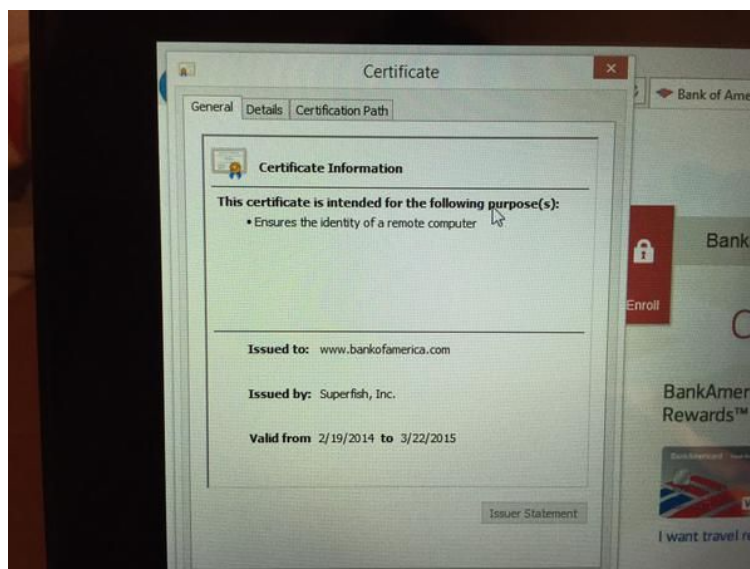 Certificate
General Details Certification Path
Certificate Information
This certificate is intended for the following purpose(s):
• Ensures the identity of a remote computer
Issued to: www.bankofamerica.com
Issued by: Superfish, Inc.
Valid from 2/19/2014 to 3/22/2015
Issuer Statement
Bank of Ame
Bank
Enroll
C
BankAmer
Rewards™
I want travel r